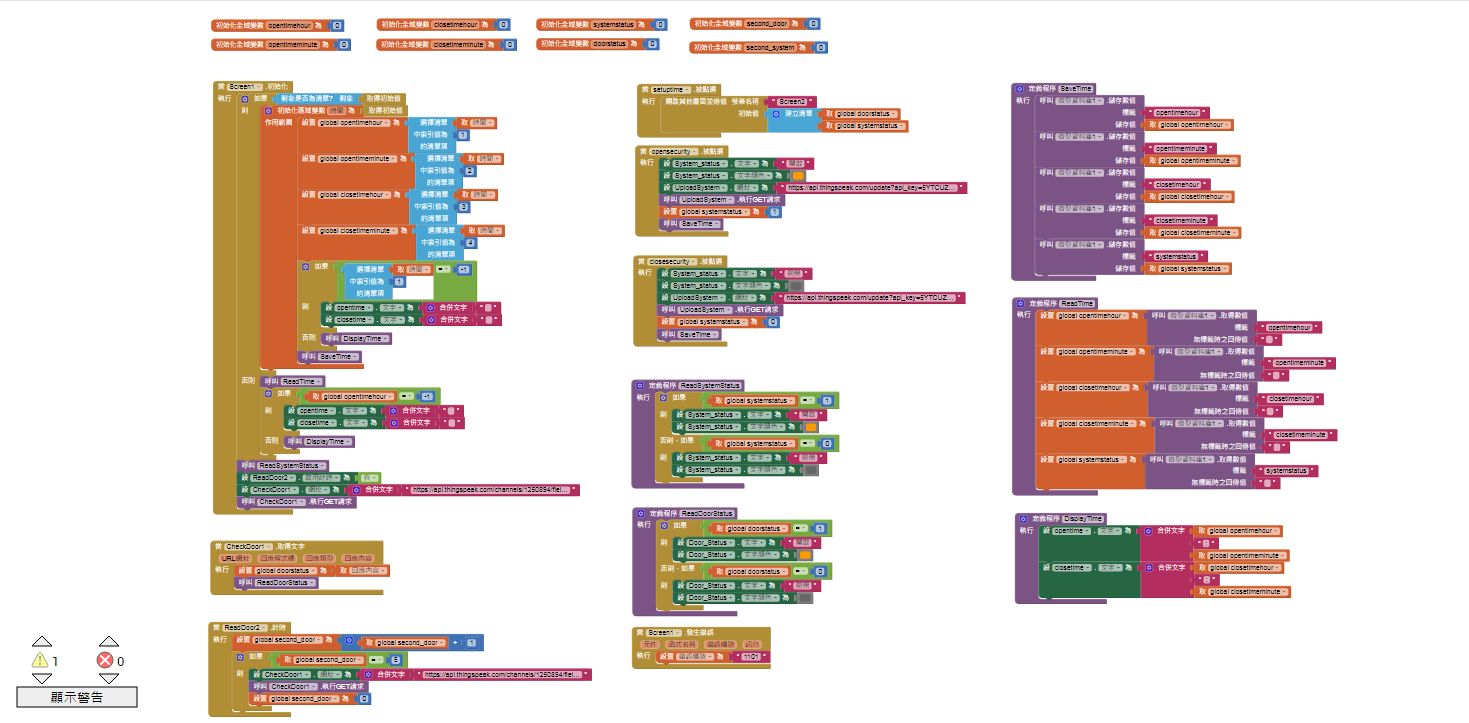 初始化全域變數 opentimehour 為 0
初始化全域變數 closetimehour 為 0
初始化全域變數 systemstatus 為 0
初始化全域變數 second_door 為 0
初始化全域變數 opentimeminute 為 0
初始化全域變數 closetimeminute 為 0
初始化全域變數 doorstatus 為 0
初始化全域變數 second_system 為 0
當 Screen1 .初始化
執行 如果 對象是否為清單? 對象 取得初始值
則 初始化區域變數 時間 為 取得初始值
作用範圍 設置 global opentimehour 為 選擇清單 取 時間
中索引值為 1
的清單項
設置 global opentimeminute 為 選擇清單 取 時間
中索引值為 2
的清單項
設置 global closetimehour 為 選擇清單 取 時間
中索引值為 3
的清單項
設置 global closetimeminute 為 選擇清單 取 時間
中索引值為 4
的清單項
如果 選擇清單 取 時間 = -1
中索引值為 1
的清單項
則 設 opentime . 文字 為 合併文字 " "
設 closetime . 文字 為 合併文字 " "
否則 呼叫 DisplayTime
呼叫 SaveTime
否則 呼叫 ReadTime
如果 取 global opentimehour = -1
則 設 opentime . 文字 為 合併文字 " "
設 closetime . 文字 為 合併文字 " "
否則 呼叫 DisplayTime
呼叫 ReadSystemStatus
設 ReadDoor2 . 啟用計時 為 真
設 CheckDoor1 . 網址 為 合併文字 "https://api.thingspeak.com/channels/1250894/fiel..."
呼叫 CheckDoor1 .執行GET請求
當 CheckDoor1 .取得文字
URL網址 回應程式碼 回應類型 回應內容
執行 設置 global doorstatus 為 取 回應內容
呼叫 ReadDoorStatus
當 ReadDoor2 .計時
執行 設置 global second_door 為 取 global second_door + 1
如果 取 global second_door = 5
則 設 CheckDoor1 . 網址 為 合併文字 "https://api.thingspeak.com/channels/1250894/fiel..."
呼叫 CheckDoor1 .執行GET請求
設置 global second_door 為 0
當 setuptime .被點選
執行 開啟其他畫面並傳值 螢幕名稱 "Screen2"
初始值 建立清單 取 global doorstatus
取 global systemstatus
當 opensecurity .被點選
執行 設 System_status . 文字 為 "開啟"
設 System_status . 文字顏色 為
設 UploadSystem . 網址 為 "https://api.thingspeak.com/update?api_key=5YTCUZ..."
呼叫 UploadSystem .執行GET請求
設置 global systemstatus 為 1
呼叫 SaveTime
當 closesecurity .被點選
執行 設 System_status . 文字 為 "關閉"
設 System_status . 文字顏色 為
設 UploadSystem . 網址 為 "https://api.thingspeak.com/update?api_key=5YTCUZ..."
呼叫 UploadSystem .執行GET請求
設置 global systemstatus 為 0
呼叫 SaveTime
定義程序 ReadSystemStatus
執行 如果 取 global systemstatus = 1
則 設 System_status . 文字 為 "開啟"
設 System_status . 文字顏色 為
否則,如果 取 global systemstatus = 0
則 設 System_status . 文字 為 "關閉"
設 System_status . 文字顏色 為
定義程序 ReadDoorStatus
執行 如果 取 global doorstatus = 1
則 設 Door_Status . 文字 為 "開啟"
設 Door_Status . 文字顏色 為
否則,如果 取 global doorstatus = 0
則 設 Door_Status . 文字 為 "關閉"
設 Door_Status . 文字顏色 為
當 Screen1 .發生錯誤
元件 函式名稱 錯誤編號 訊息
執行 設置 錯誤編號 為 "1101"
定義程序 SaveTime
執行 呼叫 微型資料庫1 .儲存數值
標籤 "opentimehour"
儲存值 取 global opentimehour
呼叫 微型資料庫1 .儲存數值
標籤 "opentimeminute"
儲存值 取 global opentimeminute
呼叫 微型資料庫1 .儲存數值
標籤 "closetimehour"
儲存值 取 global closetimehour
呼叫 微型資料庫1 .儲存數值
標籤 "closetimeminute"
儲存值 取 global closetimeminute
呼叫 微型資料庫1 .儲存數值
標籤 "systemstatus"
儲存值 取 global systemstatus
定義程序 ReadTime
執行 設置 global opentimehour 為 呼叫 微型資料庫1 .取得數值
標籤 "opentimehour"
無標籤時之回傳值 " "
設置 global opentimeminute 為 呼叫 微型資料庫1 .取得數值
標籤 "opentimeminute"
無標籤時之回傳值 " "
設置 global closetimehour 為 呼叫 微型資料庫1 .取得數值
標籤 "closetimehour"
無標籤時之回傳值 " "
設置 global closetimeminute 為 呼叫 微型資料庫1 .取得數值
標籤 "closetimeminute"
無標籤時之回傳值 " "
設置 global systemstatus 為 呼叫 微型資料庫1 .取得數值
標籤 "systemstatus"
無標籤時之回傳值 " "
定義程序 DisplayTime
執行 設 opentime . 文字 為 合併文字 取 global opentimehour
":"
取 global opentimeminute
設 closetime . 文字 為 合併文字 取 global closetimehour
":"
取 global closetimeminute
1 0
顯示警告